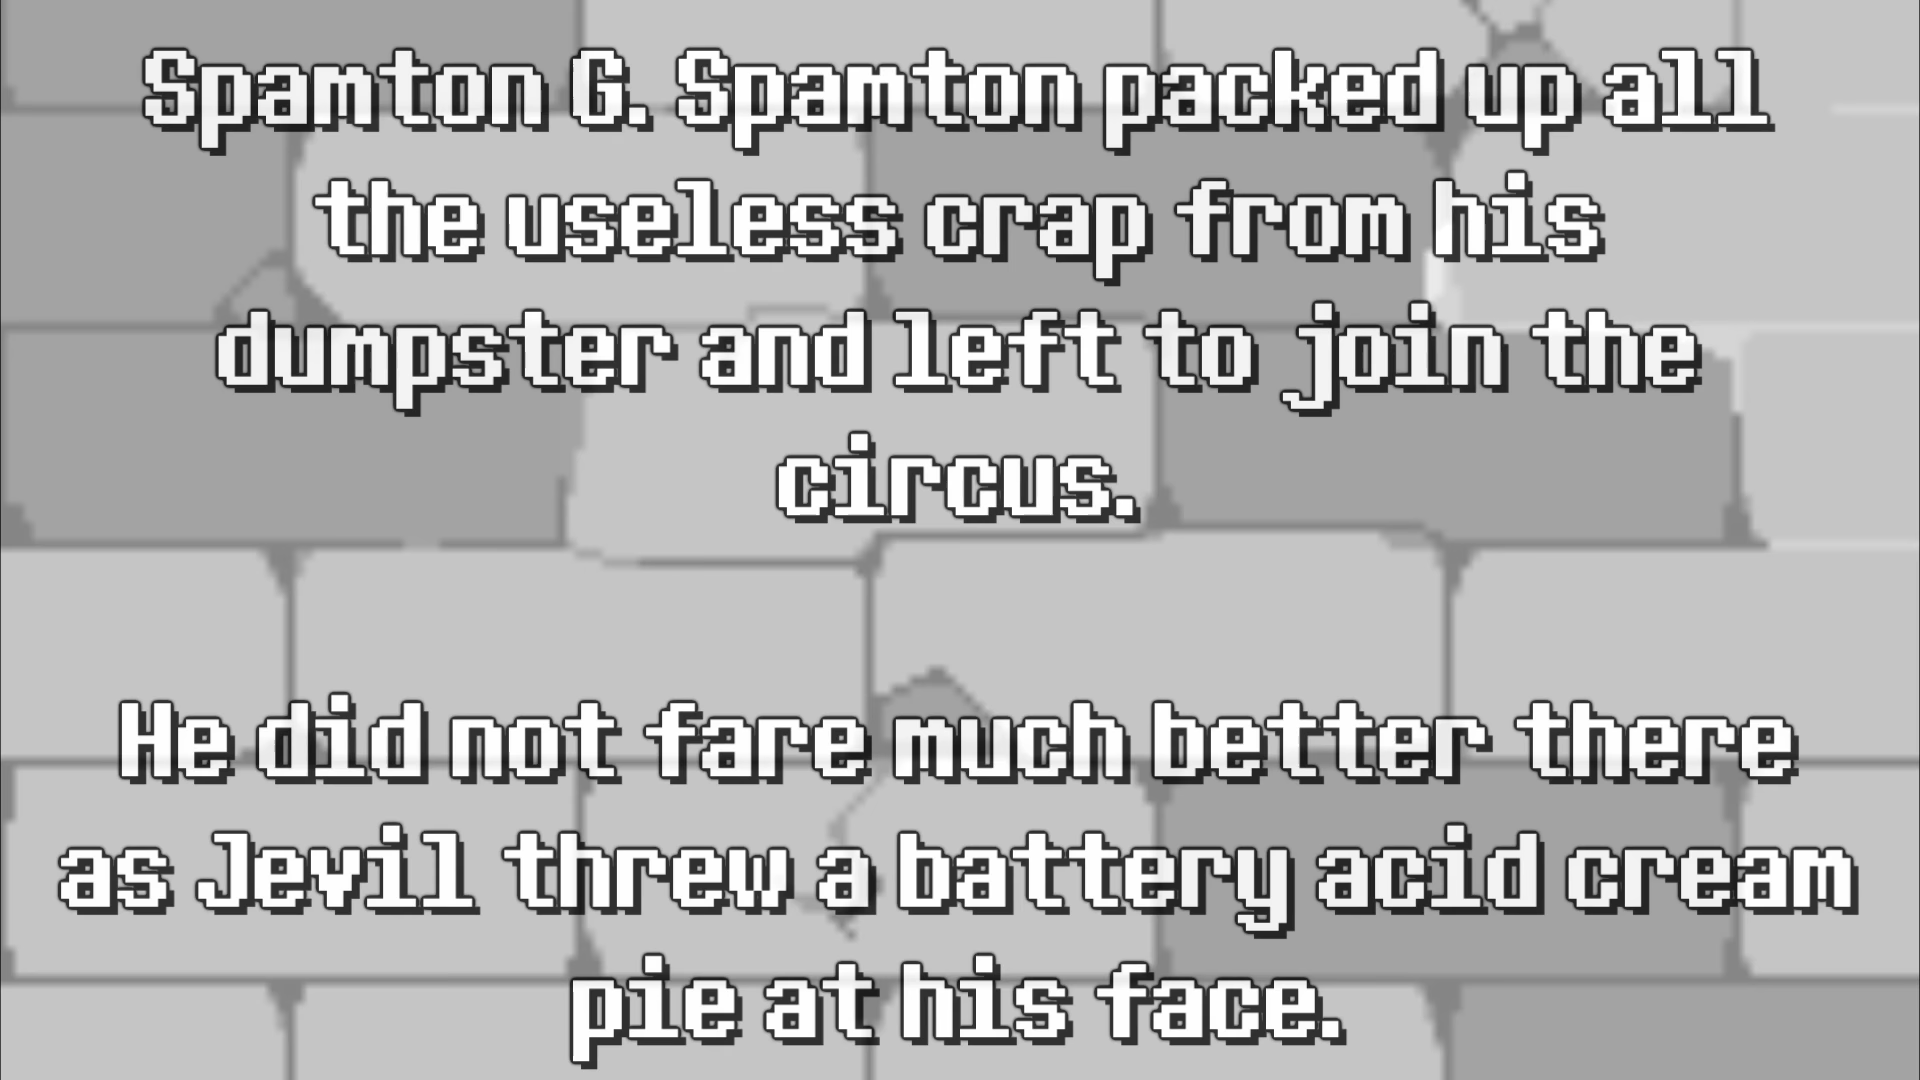 Spamton G. Spamton packed up all
the useless crap from his
dumpster and left to join the
circus.
He did not fare much better there
as Jevil threw a battery acid cream
pie at his face.